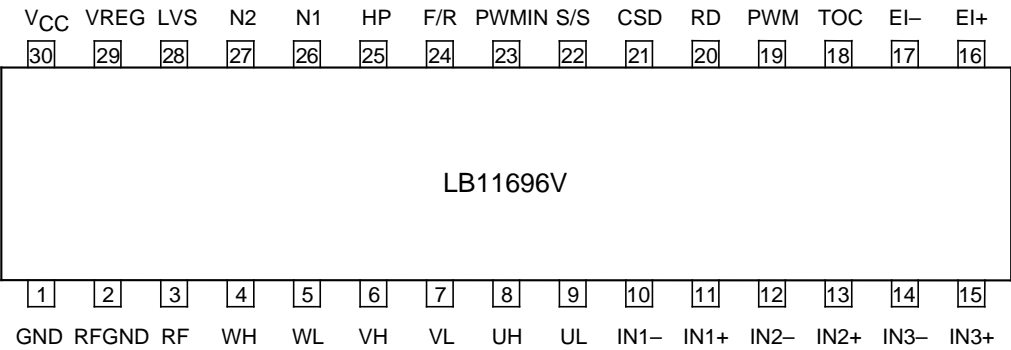 VCC VREG LVS N2 N1 HP F/R PWMIN S/S CSD RD PWM TOC EI– EI+
30 29 28 27 26 25 24 23 22 21 20 19 18 17 16
LB11696V
1 2 3 4 5 6 7 8 9 10 11 12 13 14 15
GND RFGND RF WH WL VH VL UH UL IN1– IN1+ IN2– IN2+ IN3– IN3+